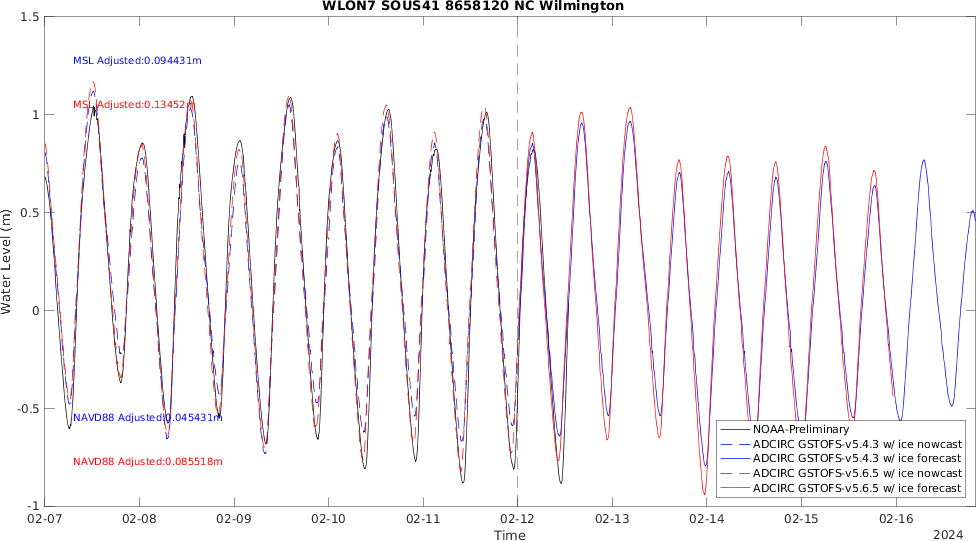 WLON7 SOUS41 8658120 NC Wilmington
1.5
1
0.5
0
-0.5
-1
Water Level (m)
MSL Adjusted:0.094431m
MSL Adjusted:0.13452
NAVD88 Adjusted:0.045431m
NAVD88 Adjusted:0.085518m
NOAA-Preliminary
ADCIRC GSTOFS-v5.4.3 w/ ice nowcast
ADCIRC GSTOFS-v5.4.3 w/ ice forecast
ADCIRC GSTOFS-v5.6.5 w/ ice nowcast
ADCIRC GSTOFS-v5.6.5 w/ ice forecast
02-07 02-08 02-09 02-10 02-11 02-12 02-13 02-14 02-15 02-16
Time
2024